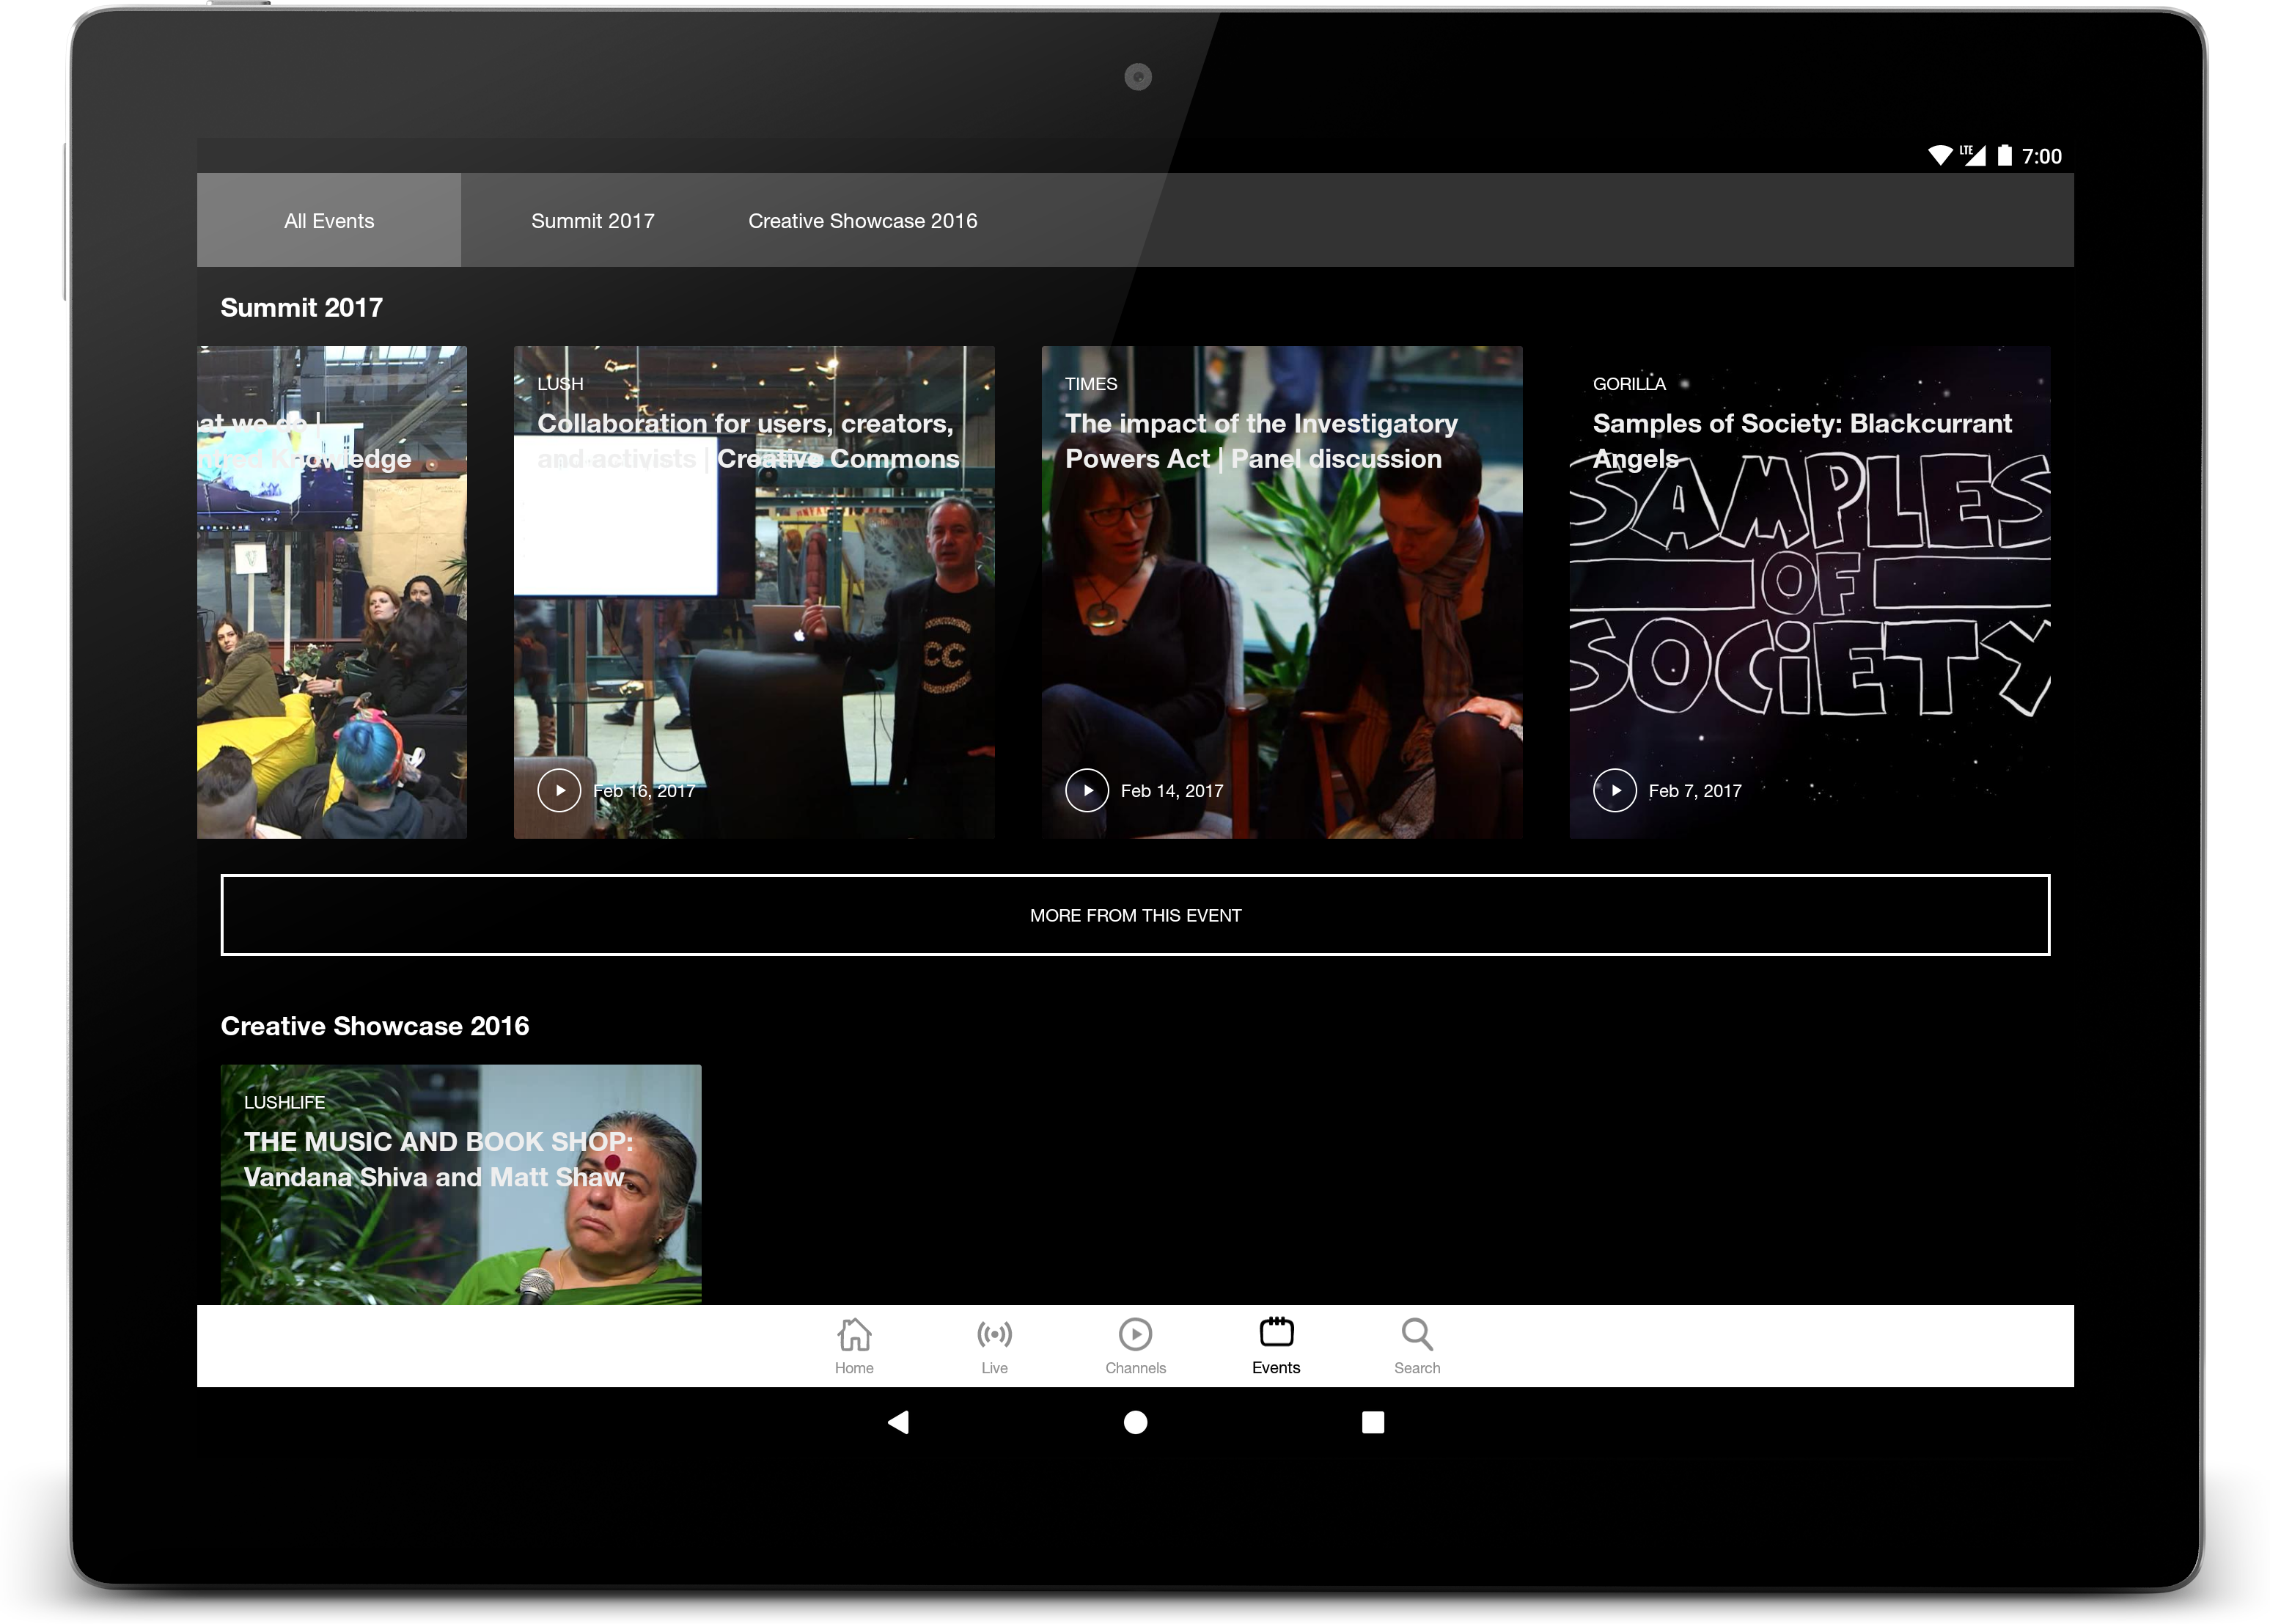 LTE 7:00
All Events
Summit 2017
Creative Showcase 2016
Summit 2017
at we do |
Knowledge
LUSH
Collaboration for users, creators,
and activists | Creative Commons
CC
Feb 16, 2017
TIMES
The impact of the Investigatory
Powers Act | Panel discussion
Feb 14, 2017
GORILLA
Samples of Society: Blackcurrant
Angels
SAMPLES
OF
SOCiETY
Feb 7, 2017
MORE FROM THIS EVENT
Creative Showcase 2016
LUSHLIFE
THE MUSIC AND BOOK SHOP:
Vandana Shiva and Matt Shaw
Home
Live
Channels
Events
Search